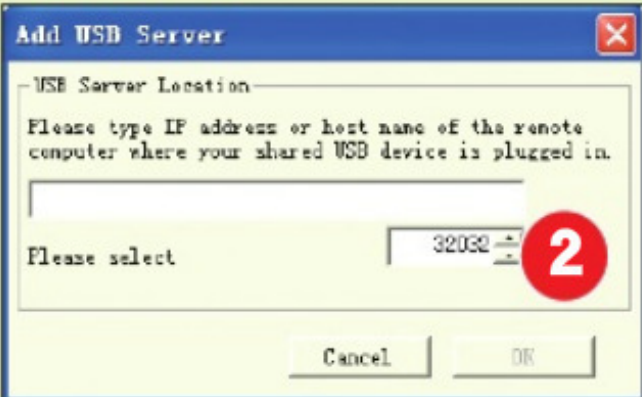 Add USB Server
USB Server Location
Please type IP address or host name of the remote
computer where your shared USB device is plugged in.
Please select
32032
2
Cancel
OK